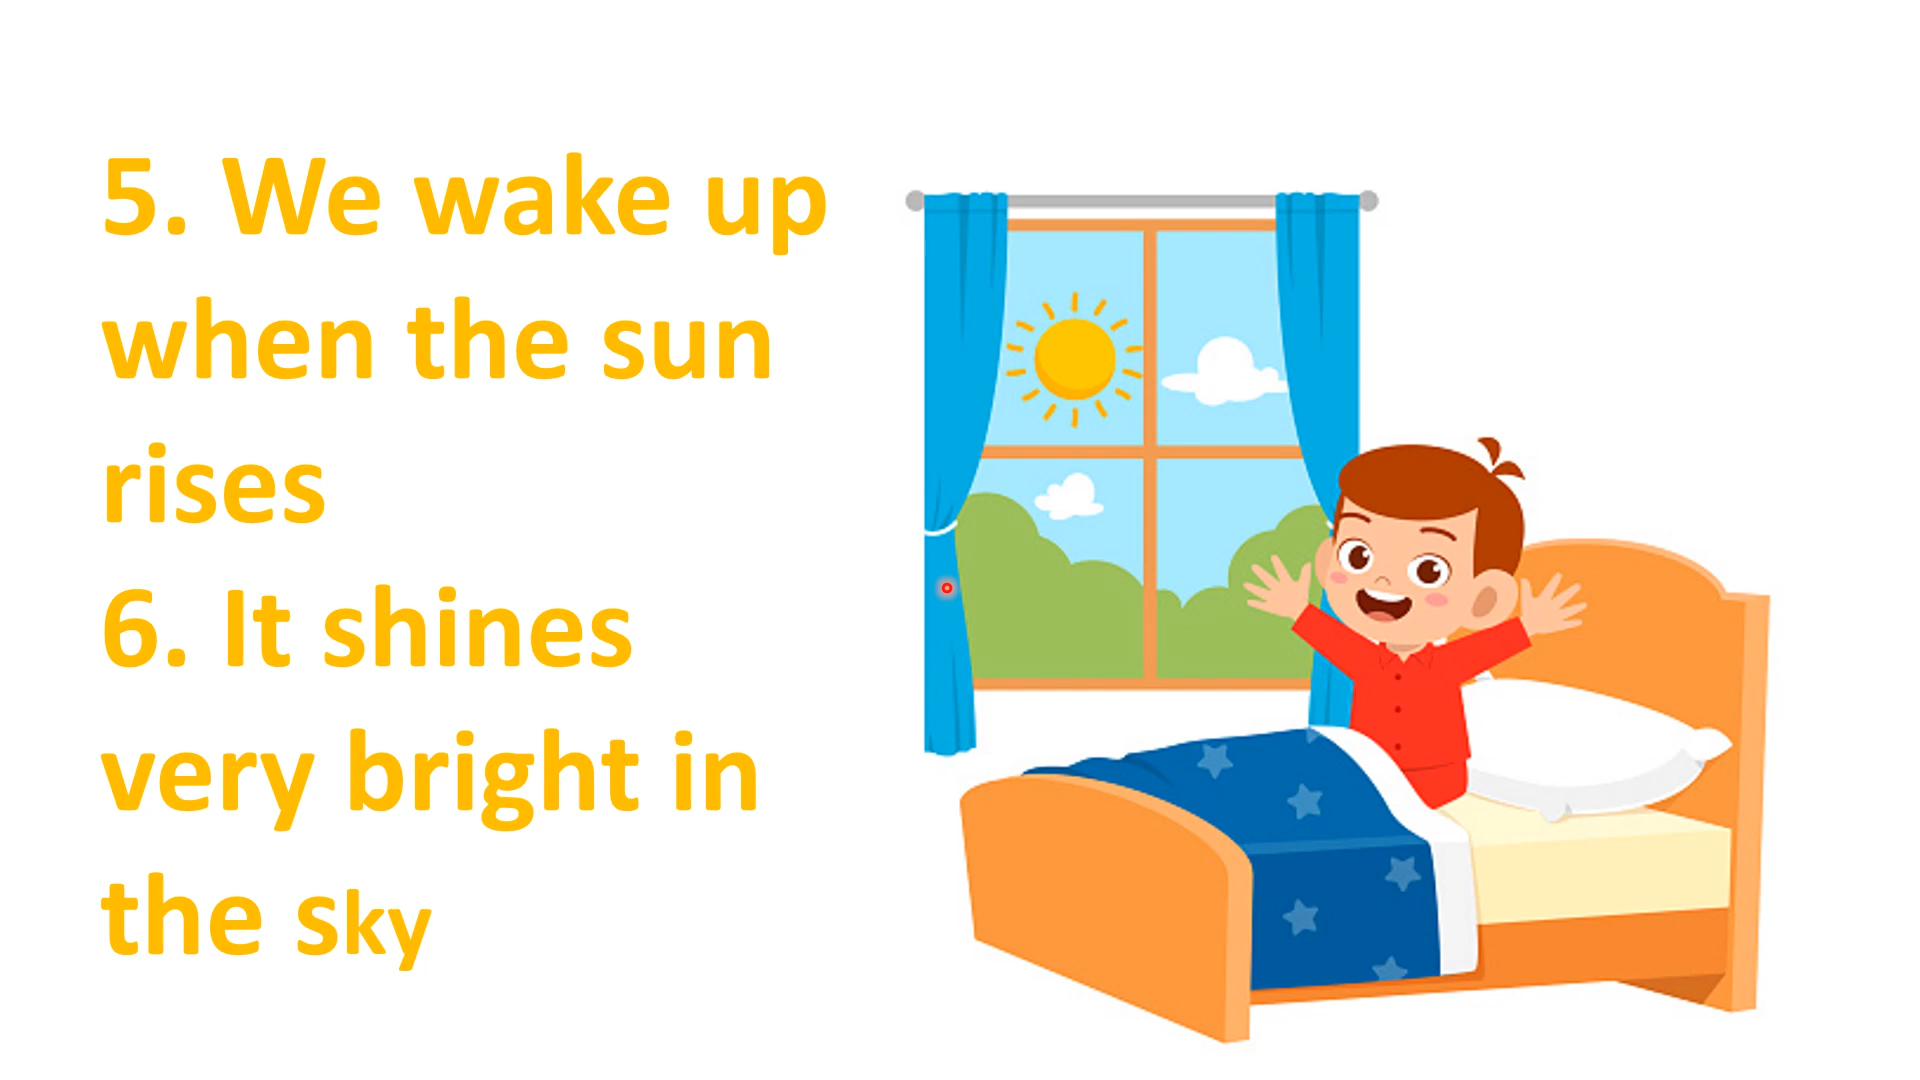 5. We wake up
when the sun
rises
6. It shines
very bright in
the sky